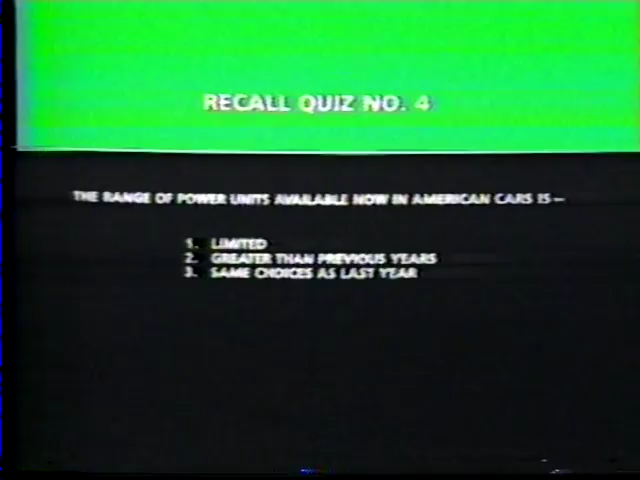 RECALL QUIZ NO. 4
THE RANGE OF POWER UNITS AVAILABLE NOW IN AMERICAN CARS IS –
1. LIMITED
2. GREATER THAN PREVIOUS YEARS
3. SAME CHOICES AS LAST YEAR